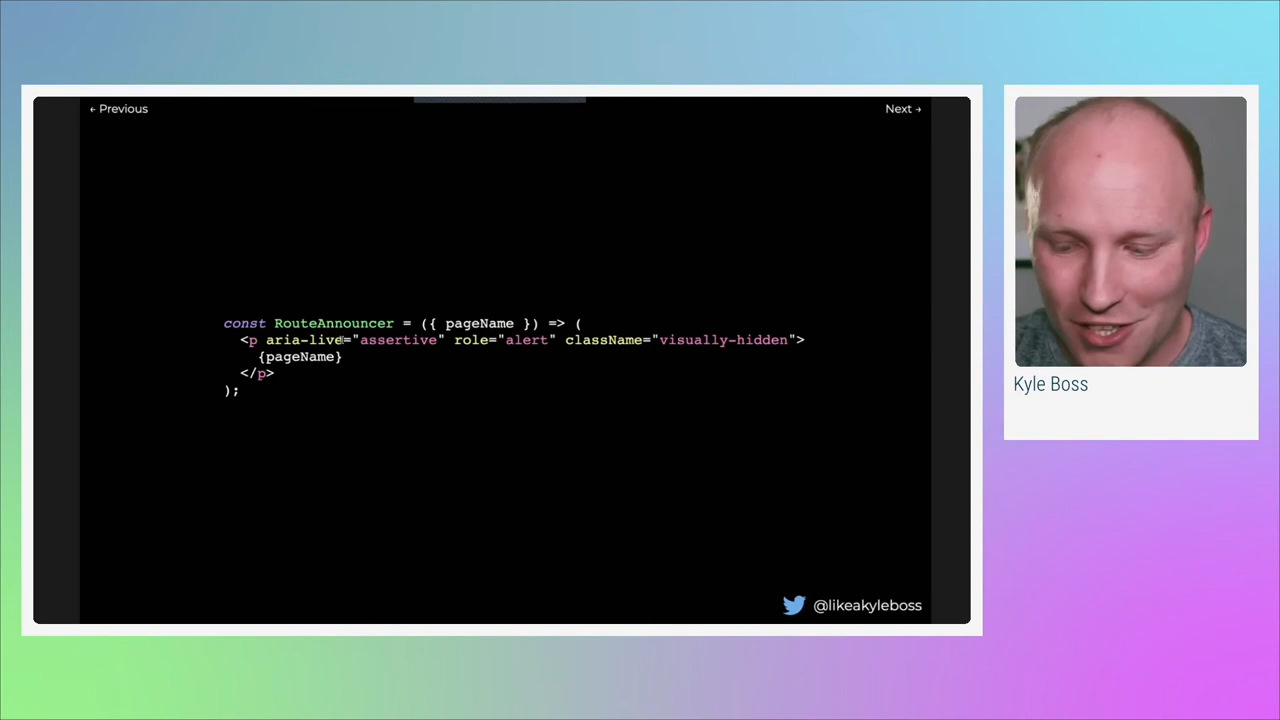 ← Previous
Next →
const RouteAnnouncer = ({ pageName }) => (
<p aria-live="assertive" role="alert" className="visually-hidden">
{pageName}
</p>
);
@likeakyleboss
Kyle Boss